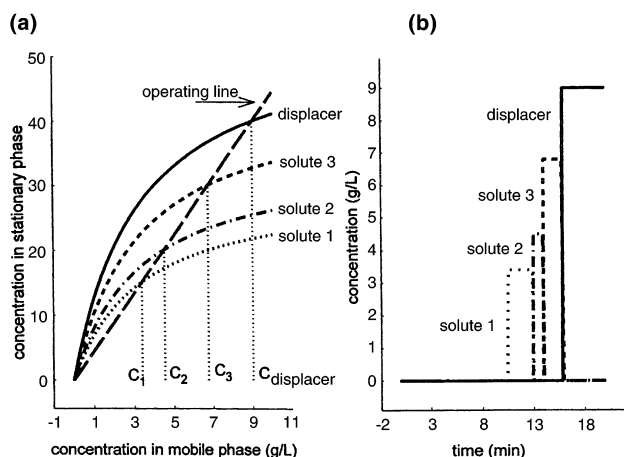 (a)
(b)
operating line
displacer
solute 3
solute 2
solute 1
50
40
30
20
10
0
C1
C2
C3
Cdisplacer
-1
1
3
5
7
9
11
concentration in stationary phase
concentration in mobile phase (g/L)
displacer
solute 3
solute 2
solute 1
9
8
7
6
5
4
3
2
1
0
-2
3
8
13
18
concentration (g/L)
time (min)